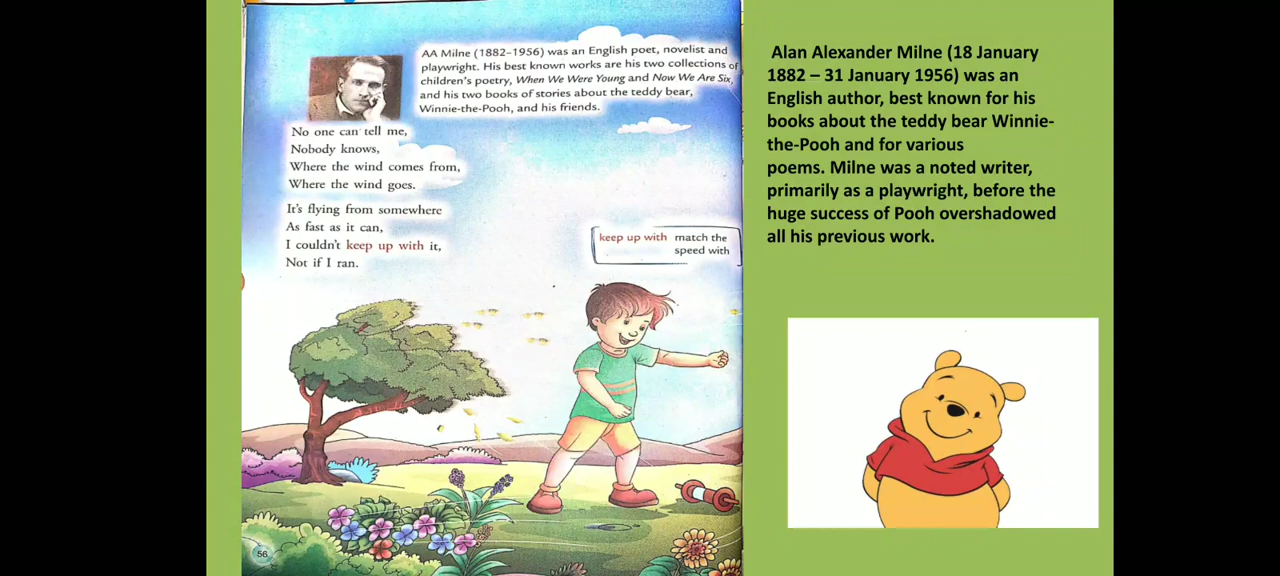 AA Milne (1882–1956) was an English poet, novelist and
playwright. His best known works are his two collections of
children's poetry, When We Were Young and Now We Are Six,
and his two books of stories about the teddy bear,
Winnie-the-Pooh, and his friends.
No one can tell me,
Nobody knows,
Where the wind comes from,
Where the wind goes.
It's flying from somewhere
As fast as it can,
I couldn't keep up with it,
Not if I ran.
keep up with match the
speed with
56
Alan Alexander Milne (18 January
1882 – 31 January 1956) was an
English author, best known for his
books about the teddy bear Winnie-
the-Pooh and for various
poems. Milne was a noted writer,
primarily as a playwright, before the
huge success of Pooh overshadowed
all his previous work.